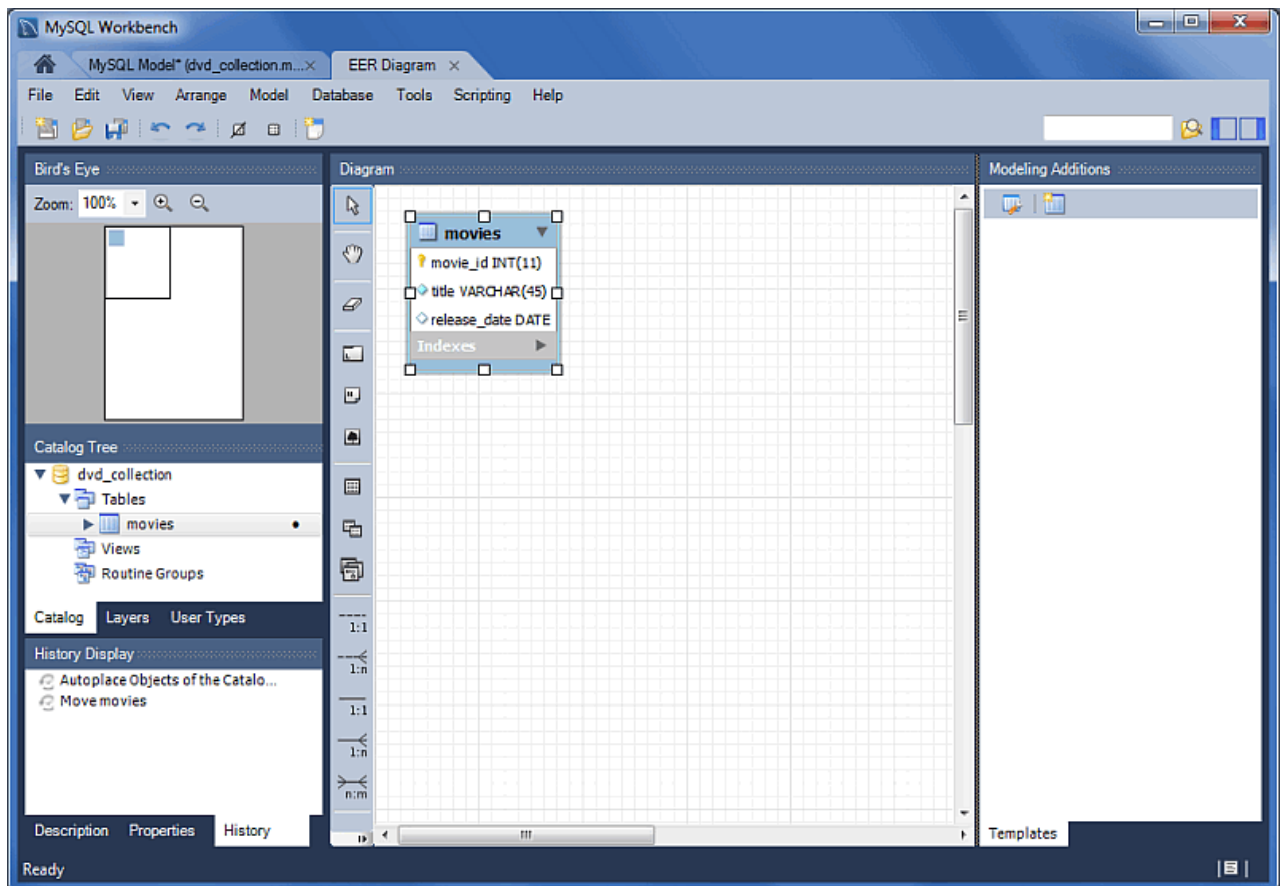 MySQL Workbench
MySQL Model* (dvd_collection.m...× EER Diagram ×
File Edit View Arrange Model Database Tools Scripting Help
Bird's Eye
Zoom: 100%
Catalog Tree
dvd_collection
Tables
movies
Views
Routine Groups
Catalog Layers User Types
History Display
Autoplace Objects of the Catalo...
Move movies
Description Properties History
Diagram
1:1
1:n
1:1
1:n
n:m
movies
movie_id INT(11)
title VARCHAR(45)
release_date DATE
Indexes
Modeling Additions
Templates
Ready